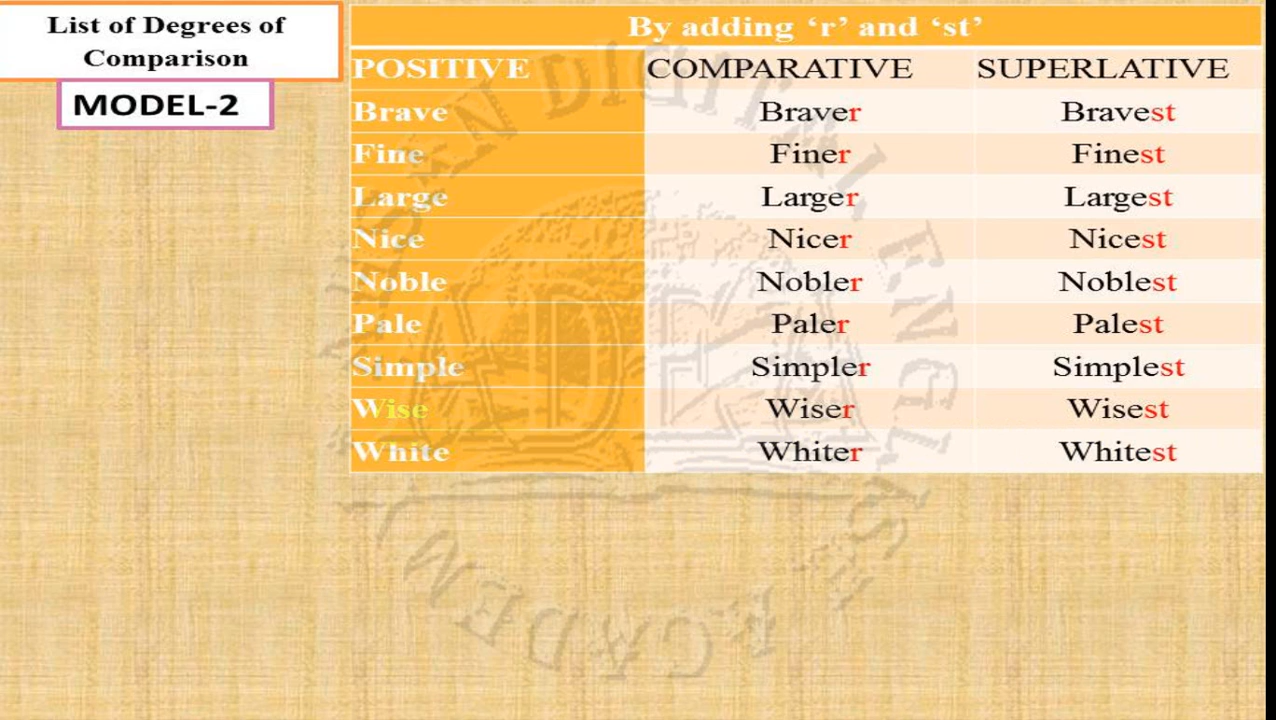 List of Degrees of
Comparison
MODEL-2
By adding ‘r’ and ‘st’
POSITIVE COMPARATIVE SUPERLATIVE
Brave Braver Bravest
Fine Finer Finest
Large Larger Largest
Nice Nicer Nicest
Noble Nobler Noblest
Pale Paler Palest
Simple Simpler Simplest
Wise Wiser Wisest
White Whiter Whitest